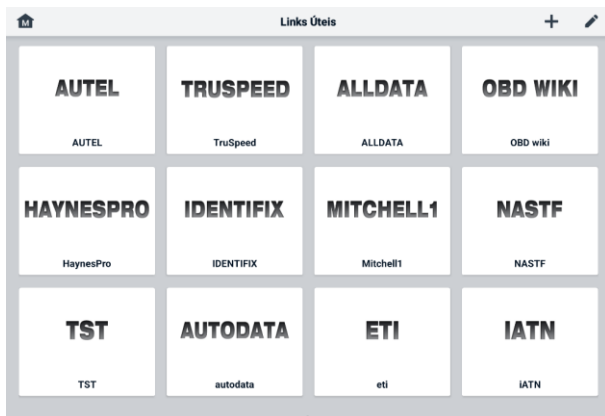 Links Úteis
AUTEL TRUSPEED ALLDATA OBD WIKI
AUTEL TruSpeed ALLDATA OBD wiki
HAYNESPRO IDENTIFIX MITCHELL1 NASTF
HaynesPro IDENTIFIX Mitchell1 NASTF
TST AUTODATA ETI IATN
TST autodata eti iATN